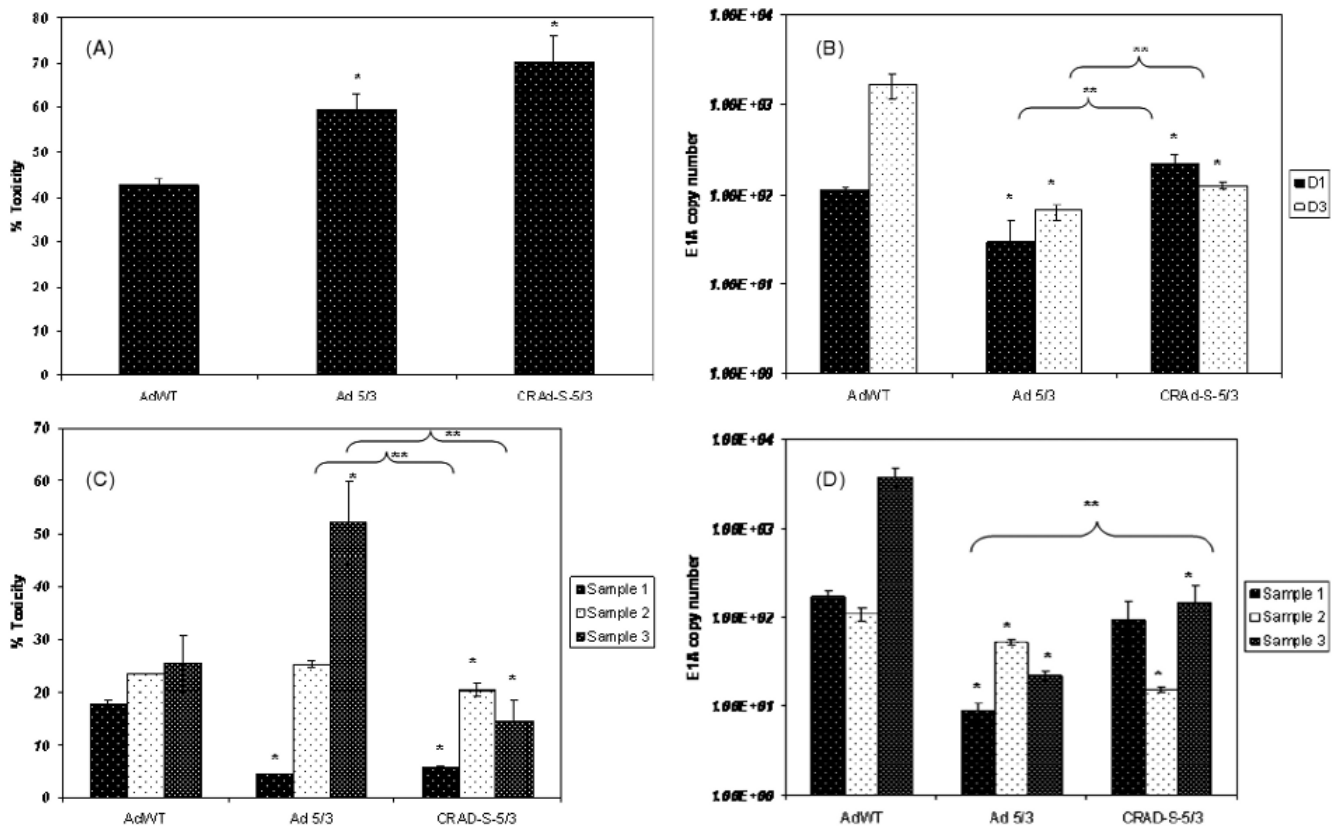 (A)
% Toxicity
80
70
60
50
40
30
20
10
0
*
*
AdWT
Ad 5/3
CRAd-S-5/3
(B)
E1A copy number
1.00E+04
1.00E+03
1.00E+02
1.00E+01
1.00E+00
**
**
*
*
*
*
AdWT
Ad 5/3
CRAd-S-5/3
D1
D3
(C)
% Toxicity
70
60
50
40
30
20
10
0
**
**
*
*
*
*
*
AdWT
Ad 5/3
CRAD-S-5/3
Sample 1
Sample 2
Sample 3
(D)
E1A copy number
1.00E+04
1.00E+03
1.00E+02
1.00E+01
1.00E+00
**
*
*
*
*
*
AdWT
Ad 5/3
CRAD-S-5/3
Sample 1
Sample 2
Sample 3